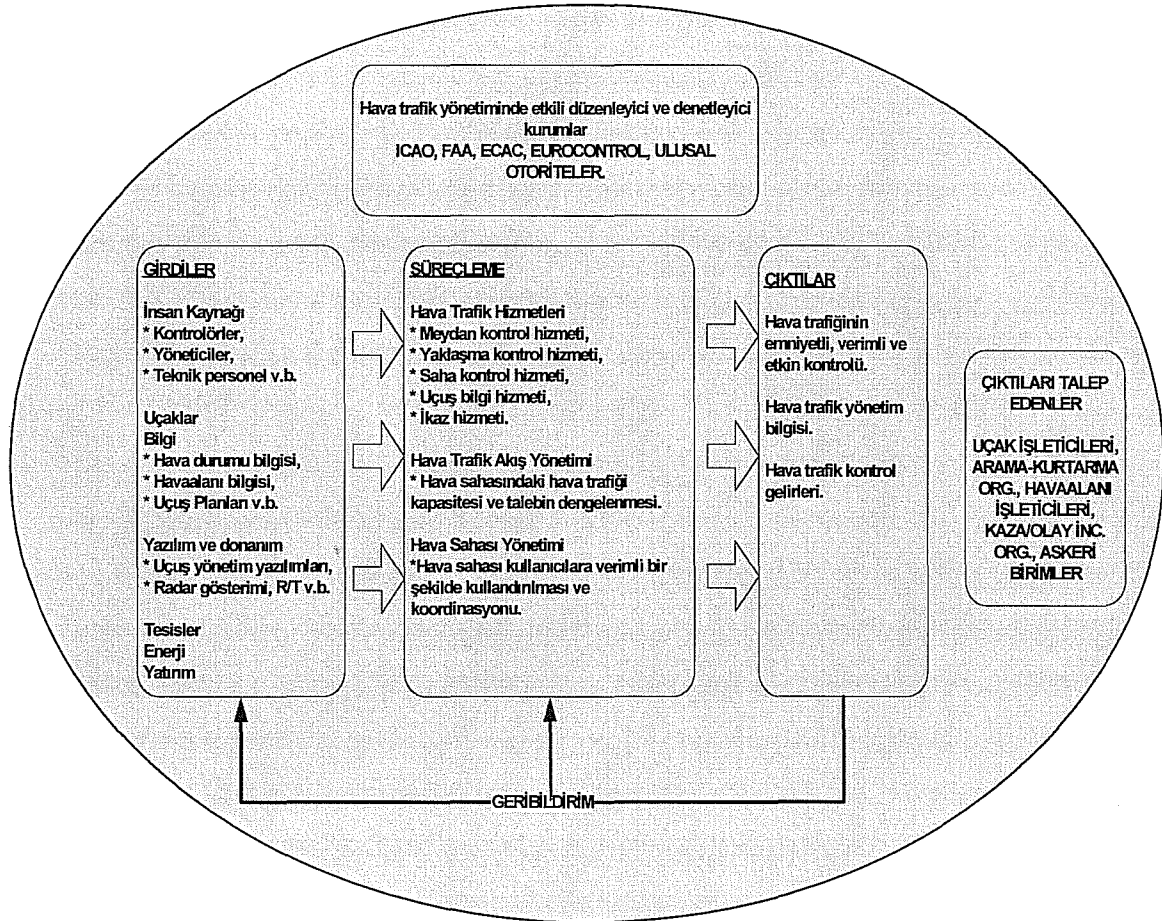 Hava trafik yönetiminde etkili düzenleyici ve denetleyici
kurumlar
ICAO, FAA, ECAC, EUROCONTROL, ULUSAL
OTORİTELER.
GİRDİLER
İnsan Kaynağı
* Kontrolörler,
* Yöneticiler,
* Teknik personel v.b.
Uçaklar
Bilgi
* Hava durumu bilgisi,
* Havaalanı bilgisi,
* Uçuş Planları v.b.
Yazılım ve donanım
* Uçuş yönetim yazılımları,
* Radar gösterimi, R/T v.b.
Tesisler
Enerji
Yatırım
SÜREÇLEME
Hava Trafik Hizmetleri
* Meydan kontrol hizmeti,
* Yaklaşma kontrol hizmeti,
* Saha kontrol hizmeti,
* Uçuş bilgi hizmeti,
* İkaz hizmeti.
Hava Trafik Akış Yönetimi
* Hava sahasındaki hava trafiği
kapasitesi ve talebin dengelenmesi.
Hava Sahası Yönetimi
*Hava sahası kullanıcılara verimli bir
şekilde kullandırılması ve
koordinasyonu.
ÇIKTILAR
Hava trafiğinin
emniyetli, verimli ve
etkin kontrolü.
Hava trafik yönetim
bilgisi.
Hava trafik kontrol
gelirleri.
ÇIKTILARI TALEP
EDENLER
UÇAK İŞLETİCİLERİ,
ARAMA-KURTARMA
ORG., HAVAALANI
İŞLETİCİLERİ,
KAZA/OLAY İNC.
ORG., ASKERİ
BİRİMLER
GERİBİLDİRİM